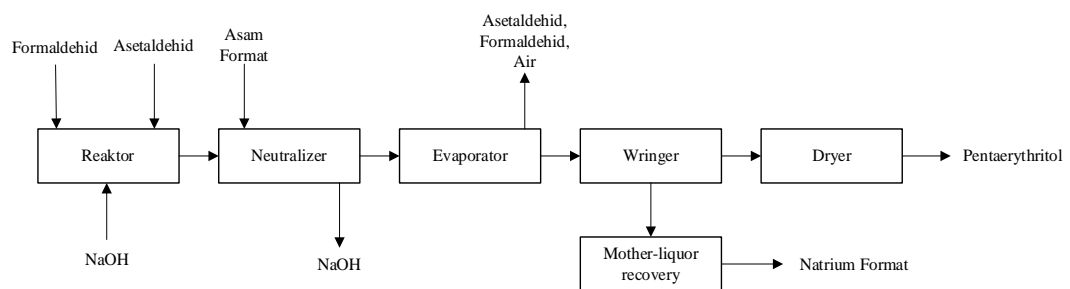 Formaldehid
Asetaldehid
Asam
Format
Asetaldehid,
Formaldehid,
Air
Reaktor
Neutralizer
Evaporator
Wringer
Dryer
Pentaerythritol
NaOH
NaOH
Mother-liquor
recovery
Natrium Format